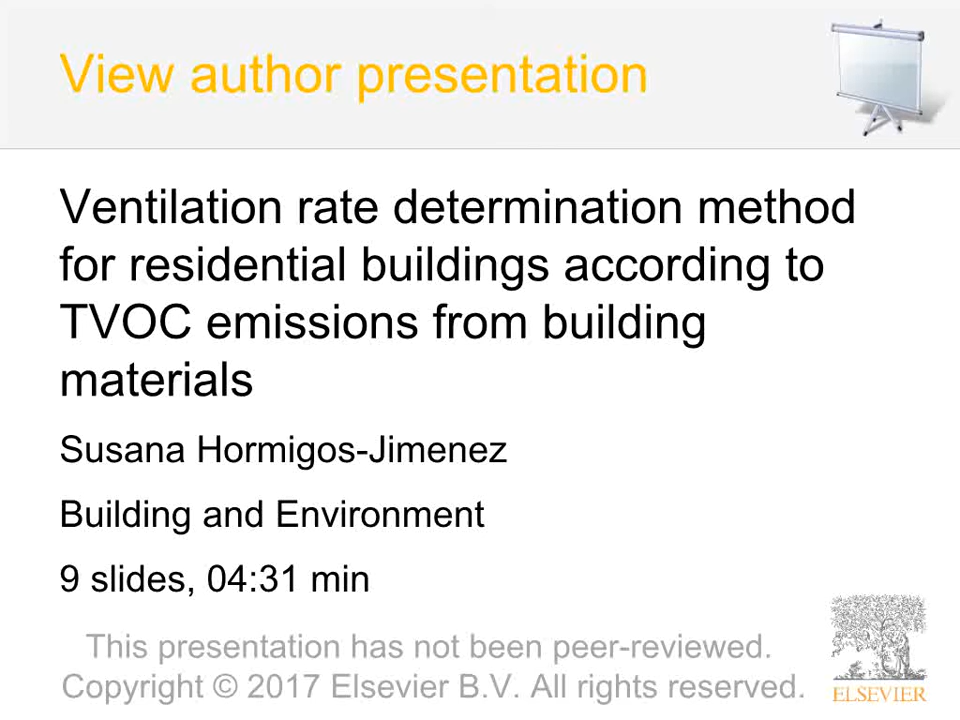 View author presentation
Ventilation rate determination method
for residential buildings according to
TVOC emissions from building
materials
Susana Hormigos-Jimenez
Building and Environment
9 slides, 04:31 min
This presentation has not been peer-reviewed.
Copyright © 2017 Elsevier B.V. All rights reserved.
ELSEVIER